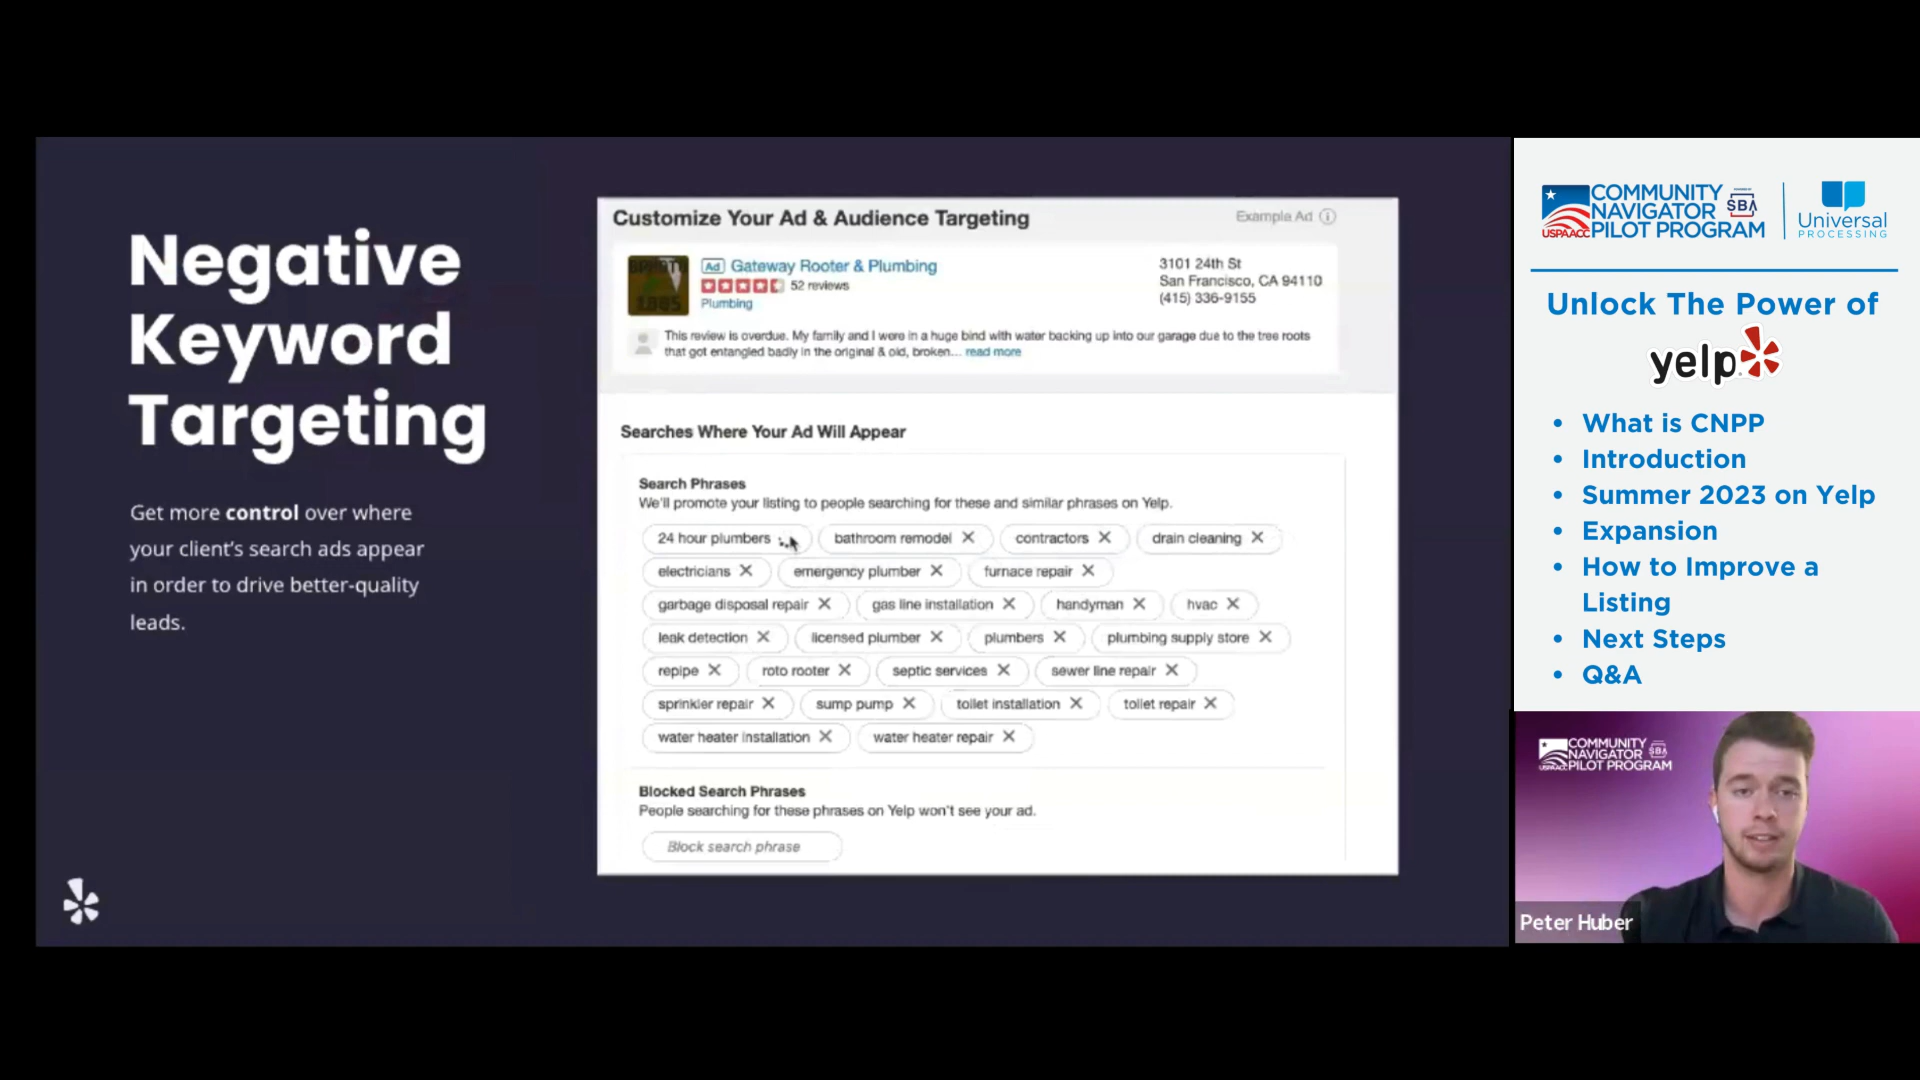 Negative
Keyword
Targeting
Get more control over where
your client's search ads appear
in order to drive better-quality
leads.
Customize Your Ad & Audience Targeting
Example Ad
Ad Gateway Rooter & Plumbing
52 reviews
Plumbing
3101 24th St
San Francisco, CA 94110
(415) 336-9155
This review is overdue. My family and I were in a huge bind with water backing up into our garage due to the tree roots
that got entangled badly in the original & old, broken... read more
Searches Where Your Ad Will Appear
Search Phrases
We'll promote your listing to people searching for these and similar phrases on Yelp.
24 hour plumbers bathroom remodel contractors drain cleaning
electricians emergency plumber furnace repair
garbage disposal repair gas line installation handyman hvac
leak detection licensed plumber plumbers plumbing supply store
repipe roto rooter septic services sewer line repair
sprinkler repair sump pump toilet installation toilet repair
water heater installation water heater repair
Blocked Search Phrases
People searching for these phrases on Yelp won't see your ad.
Block search phrase
COMMUNITY
NAVIGATOR SBA
USPAACC PILOT PROGRAM
Universal
PROCESSING
Unlock The Power of
yelp
• What is CNPP
• Introduction
• Summer 2023 on Yelp
• Expansion
• How to Improve a
Listing
• Next Steps
• Q&A
COMMUNITY
NAVIGATOR SBA
USPAACC PILOT PROGRAM
Peter Huber